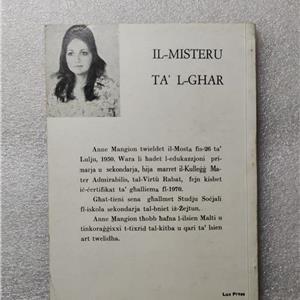 IL-MISTERU
TA' L-GHAR
Anne Mangion twieldet il-Mosta fis-26 ta'
Lulju, 1950. Wara li ħadet l-edukazzjoni pri-
marja u sekondarja, hija marret il-Kulleġġ Ma-
ter Admirabilis, tal-Virtù Rabat, fejn kisbet
iċ-ċertifikat ta' għalliema fl-1970.
Għat-tieni sena għallmet Studju Soċjali
fl-iskola sekondarja tal-bniet iż-Żejtun.
Anne Mangion tħobb ħafna l-ilsien Malti u
tinkoraġġixxi t-tixrid tal-kitba u qari ta' lsien
art twelidha.
Lux Press